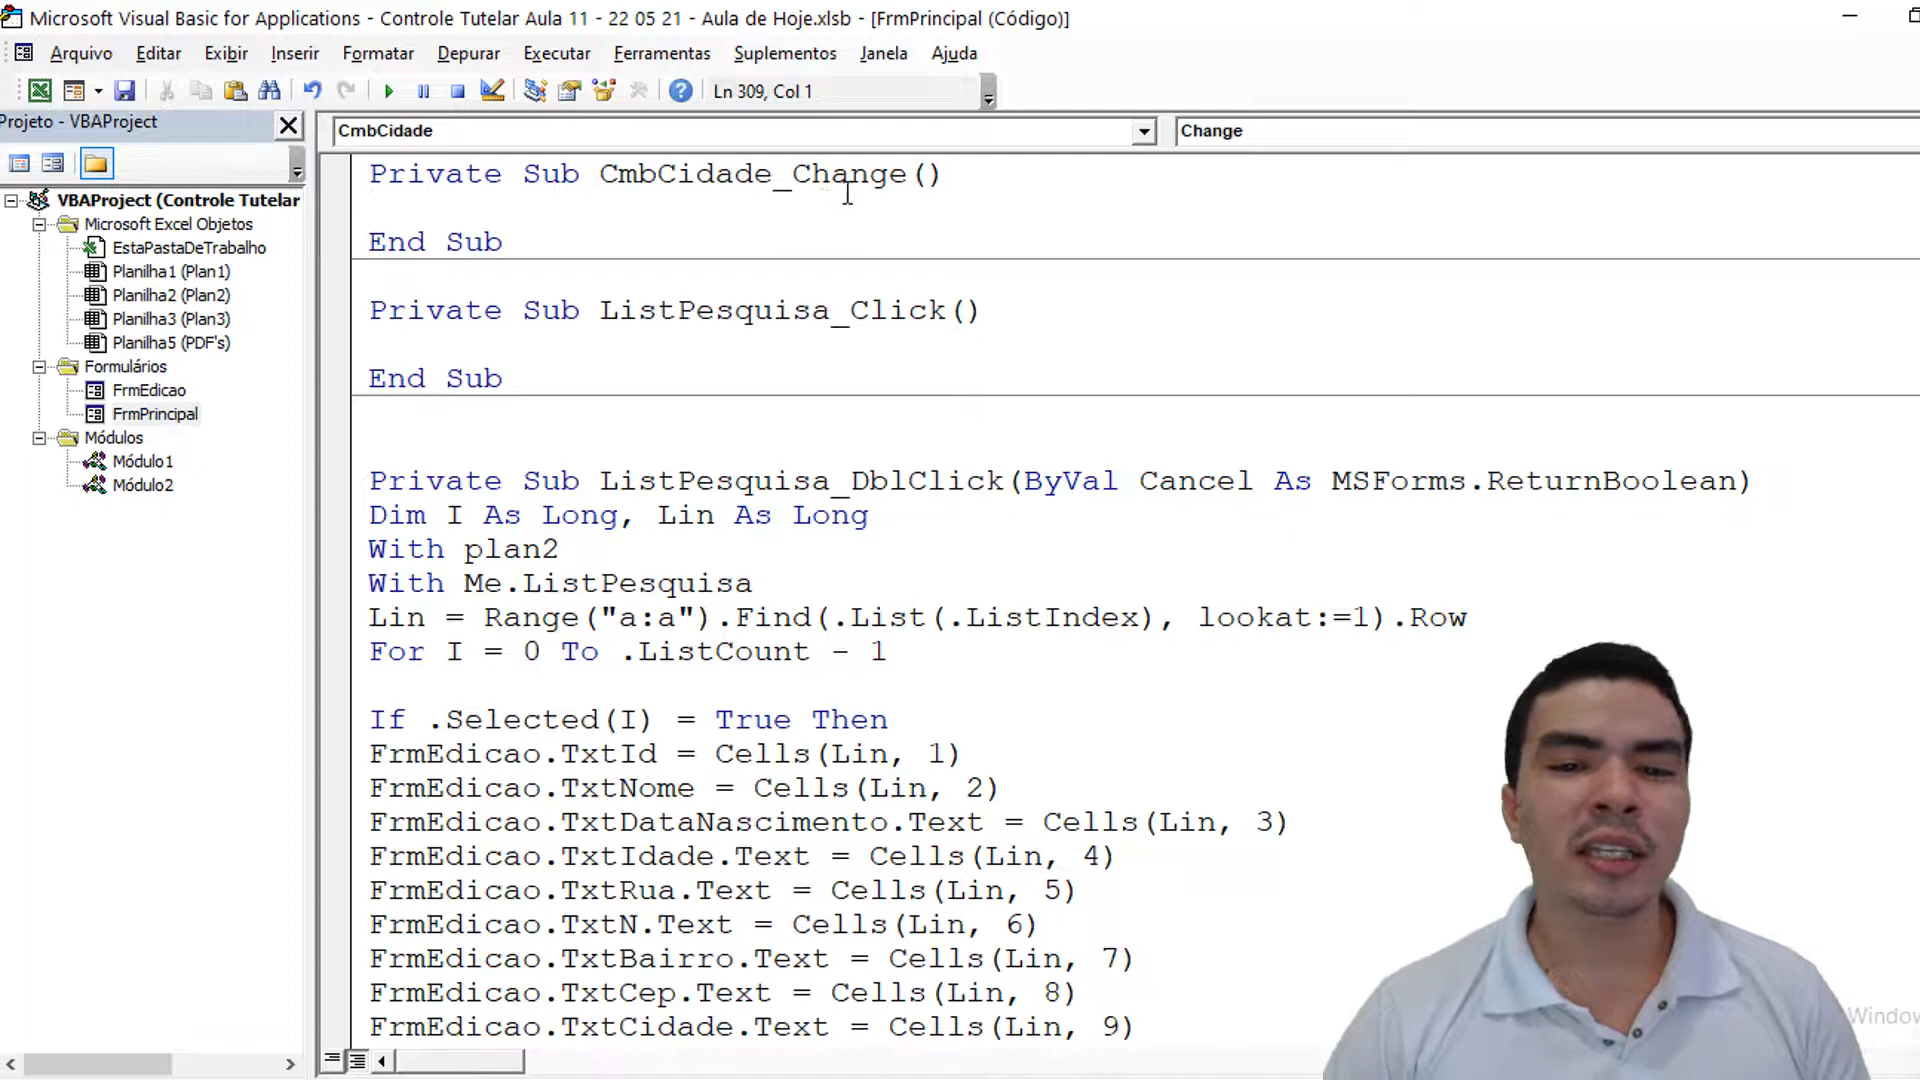 Microsoft Visual Basic for Applications - Controle Tutelar Aula 11 - 22 05 21 - Aula de Hoje.xlsb - [FrmPrincipal (Código)]
Arquivo Editar Exibir Inserir Formatar Depurar Executar Ferramentas Suplementos Janela Ajuda
Ln 309, Col 1
Projeto - VBAProject
VBAProject (Controle Tutelar
Microsoft Excel Objetos
EstaPastaDeTrabalho
Planilha1 (Plan1)
Planilha2 (Plan2)
Planilha3 (Plan3)
Planilha5 (PDF's)
Formulários
FrmEdicao
FrmPrincipal
Módulos
Módulo1
Módulo2
CmbCidade
Change
Private Sub CmbCidade_Change()
End Sub
Private Sub ListPesquisa_Click()
End Sub
Private Sub ListPesquisa_DblClick(ByVal Cancel As MSForms.ReturnBoolean)
Dim I As Long, Lin As Long
With plan2
With Me.ListPesquisa
Lin = Range("a:a").Find(.List(.ListIndex), lookat:=1).Row
For I = 0 To .ListCount - 1
If .Selected(I) = True Then
FrmEdicao.TxtId = Cells(Lin, 1)
FrmEdicao.TxtNome = Cells(Lin, 2)
FrmEdicao.TxtDataNascimento.Text = Cells(Lin, 3)
FrmEdicao.TxtIdade.Text = Cells(Lin, 4)
FrmEdicao.TxtRua.Text = Cells(Lin, 5)
FrmEdicao.TxtN.Text = Cells(Lin, 6)
FrmEdicao.TxtBairro.Text = Cells(Lin, 7)
FrmEdicao.TxtCep.Text = Cells(Lin, 8)
FrmEdicao.TxtCidade.Text = Cells(Lin, 9)
Window